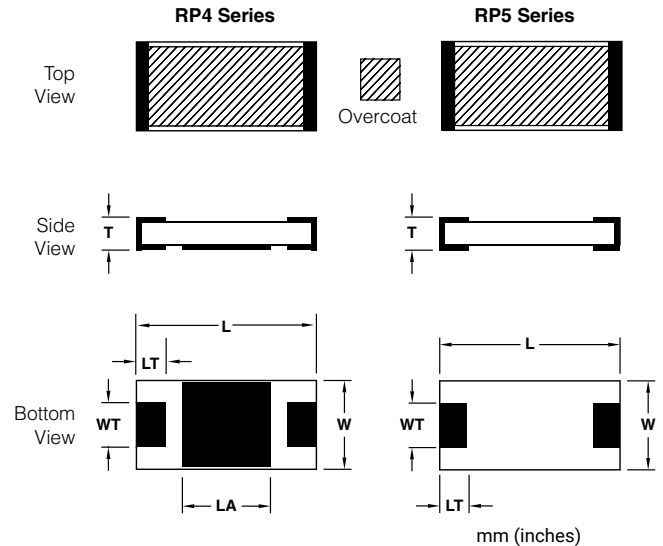 RP4 Series
RP5 Series
Top
View
Overcoat
Side
View
T
T
L
L
LT
Bottom
View
WT
W
WT
W
LA
LT
mm (inches)